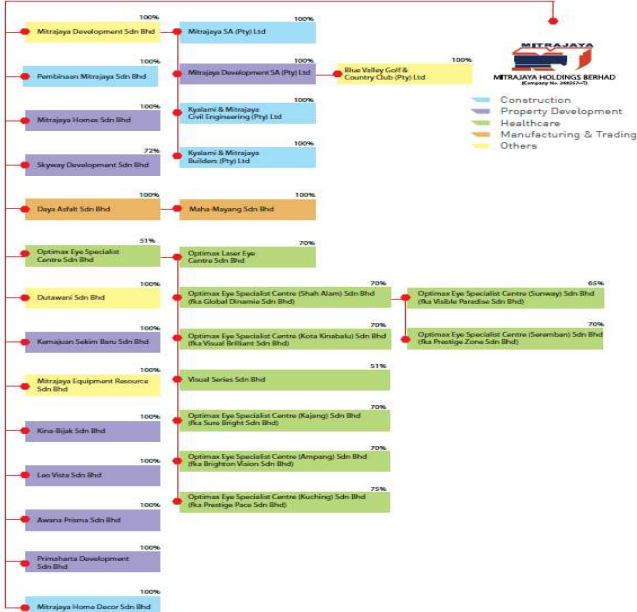 100%
Mitrajaya Development Sdn Bhd
100%
Pembinaan Mitrajaya Sdn Bhd
100%
Mitrajaya Homes Sdn Bhd
72%
Skyway Development Sdn Bhd
100%
Daya Asfalt Sdn Bhd
51%
Optimax Eye Specialist
Centre Sdn Bhd
100%
Dutawani Sdn Bhd
100%
Kemajuan Sekim Baru Sdn Bhd
100%
Mitrajaya Equipment Resource
Sdn Bhd
100%
Kina-Bijak Sdn Bhd
100%
Leo Vista Sdn Bhd
100%
Awana Prisma Sdn Bhd
100%
Primaharta Development
Sdn Bhd
100%
Mitrajaya Home Decor Sdn Bhd
100%
Mitrajaya SA (Pty) Ltd
100%
Mitrajaya Development SA (Pty) Ltd
100%
Kyalami & Mitrajaya
Civil Engineering (Pty) Ltd
100%
Kyalami & Mitrajaya
Builders (Pty) Ltd
100%
Blue Valley Golf &
Country Club (Pty) Ltd
100%
Maha-Mayang Sdn Bhd
70%
Optimax Laser Eye
Centre Sdn Bhd
70%
Optimax Eye Specialist Centre (Shah Alam) Sdn Bhd
(fka Global Dinamie Sdn Bhd)
70%
Optimax Eye Specialist Centre (Kota Kinabalu) Sdn Bhd
(fka Visual Brilliant Sdn Bhd)
51%
Visual Series Sdn Bhd
70%
Optimax Eye Specialist Centre (Kajang) Sdn Bhd
(fka Sure Bright Sdn Bhd)
70%
Optimax Eye Specialist Centre (Ampang) Sdn Bhd
(fka Brighton Vision Sdn Bhd)
75%
Optimax Eye Specialist Centre (Kuching) Sdn Bhd
(fka Prestige Pace Sdn Bhd)
65%
Optimax Eye Specialist Centre (Sunway) Sdn Bhd
(fka Visible Paradise Sdn Bhd)
70%
Optimax Eye Specialist Centre (Seremban) Sdn Bhd
(fka Prestige Zone Sdn Bhd)
MITRAJAYA
MITRAJAYA HOLDINGS BERHAD
(Company No.
Construction
Property Development
Healthcare
Manufacturing & Trading
Others